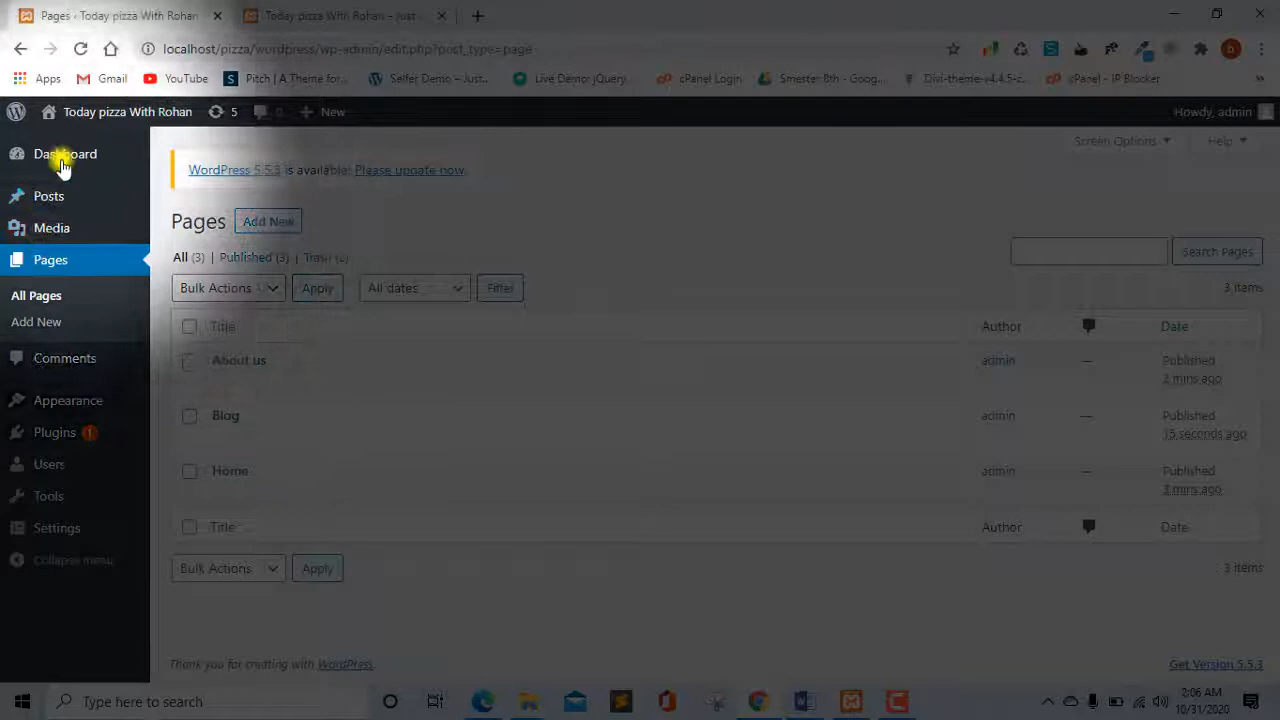 Pages ‹ Today pizza With Rohan
Today pizza With Rohan – Just
localhost/pizza/wordpress/wp-admin/edit.php?post_type=page
Apps
Gmail
YouTube
Pitch | A Theme for...
Seifer Demo – Just...
Live Demo: jQuery...
cPanel Login
Smester 8th - Goog...
Divi-theme-v4.4.5-c...
cPanel - IP Blocker
»
Today pizza With Rohan
5
0
New
Howdy, admin
Dashboard
Posts
Media
Pages
All Pages
Add New
Comments
Appearance
Plugins 1
Users
Tools
Settings
Collapse menu
Screen Options
Help
WordPress 5.5.3 is available! Please update now.
Pages
Add New
All (3) | Published (3) | Trash (2)
Search Pages
Bulk Actions
Apply
All dates
Filter
3 items
Title
Author
Date
About us
admin
—
Published
2 mins ago
Blog
admin
—
Published
15 seconds ago
Home
admin
—
Published
3 mins ago
Title
Author
Date
Bulk Actions
Apply
3 items
Thank you for creating with WordPress.
Get Version 5.5.3
Type here to search
2:06 AM
10/31/2020